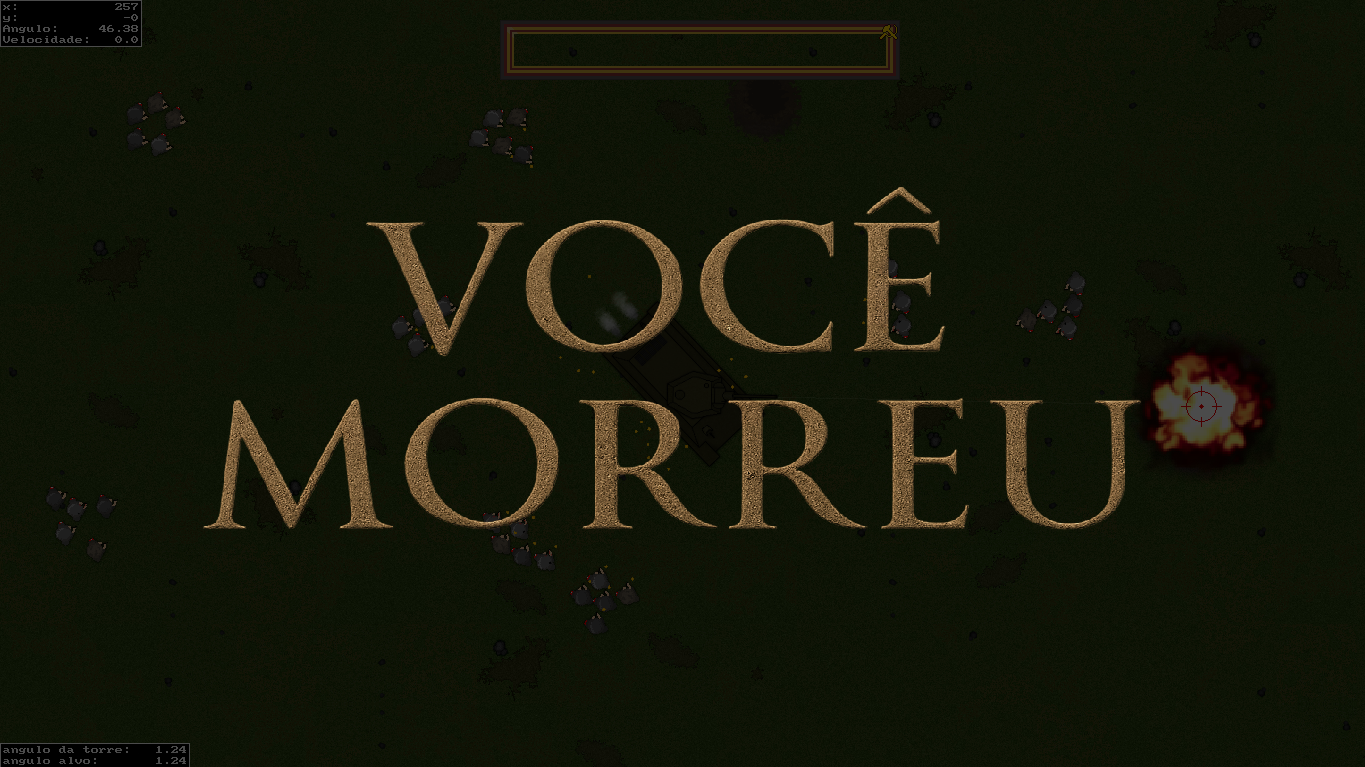 x: 257
y: -0
Angulo: 46.38
Velocidade: 0.0
VOCÊ
MORREU
angulo da torre: 1.24
angulo alvo: 1.24